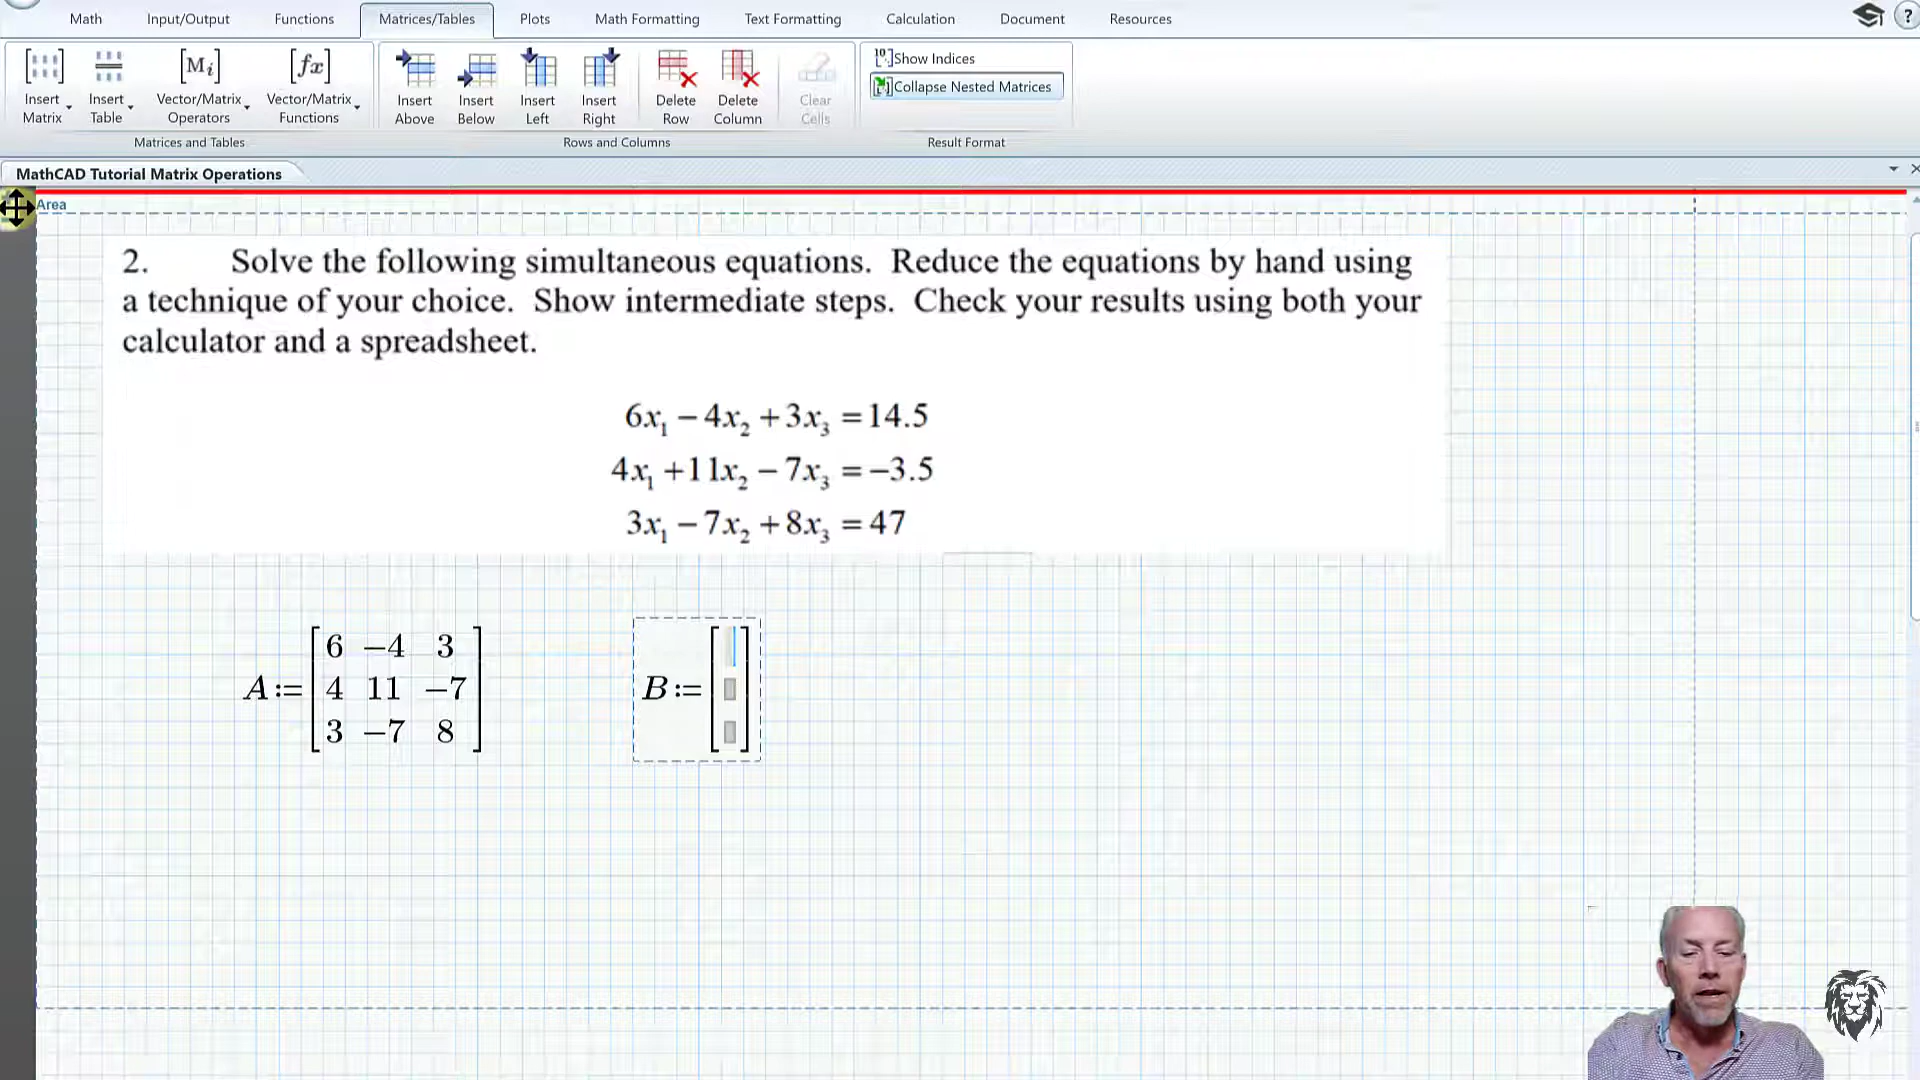 Math Input/Output Functions Matrices/Tables Plots Math Formatting Text Formatting Calculation Document Resources
?
Insert Matrix
Insert Table
[Mi] Vector/Matrix Operators
[fx] Vector/Matrix Functions
Insert Above
Insert Below
Insert Left
Insert Right
Delete Row
Delete Column
Clear Cells
Show Indices
Collapse Nested Matrices
Matrices and Tables
Rows and Columns
Result Format
MathCAD Tutorial Matrix Operations
Area
2. Solve the following simultaneous equations. Reduce the equations by hand using
a technique of your choice. Show intermediate steps. Check your results using both your
calculator and a spreadsheet.
6x₁ − 4x₂ + 3x₃ = 14.5
4x₁ + 11x₂ − 7x₃ = −3.5
3x₁ − 7x₂ + 8x₃ = 47
6 −4 3
A := 4 11 −7
3 −7 8
B :=